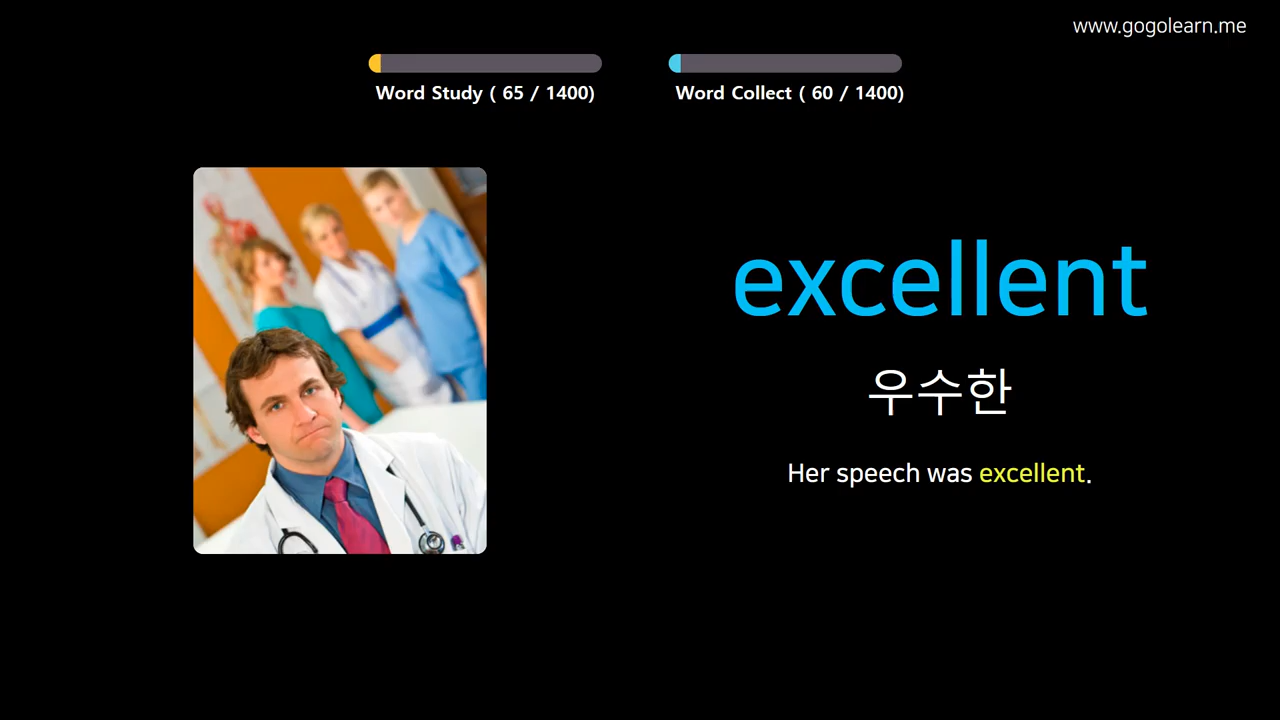 www.gogolearn.me
Word Study ( 65 / 1400)
Word Collect ( 60 / 1400)
excellent
우수한
Her speech was excellent.